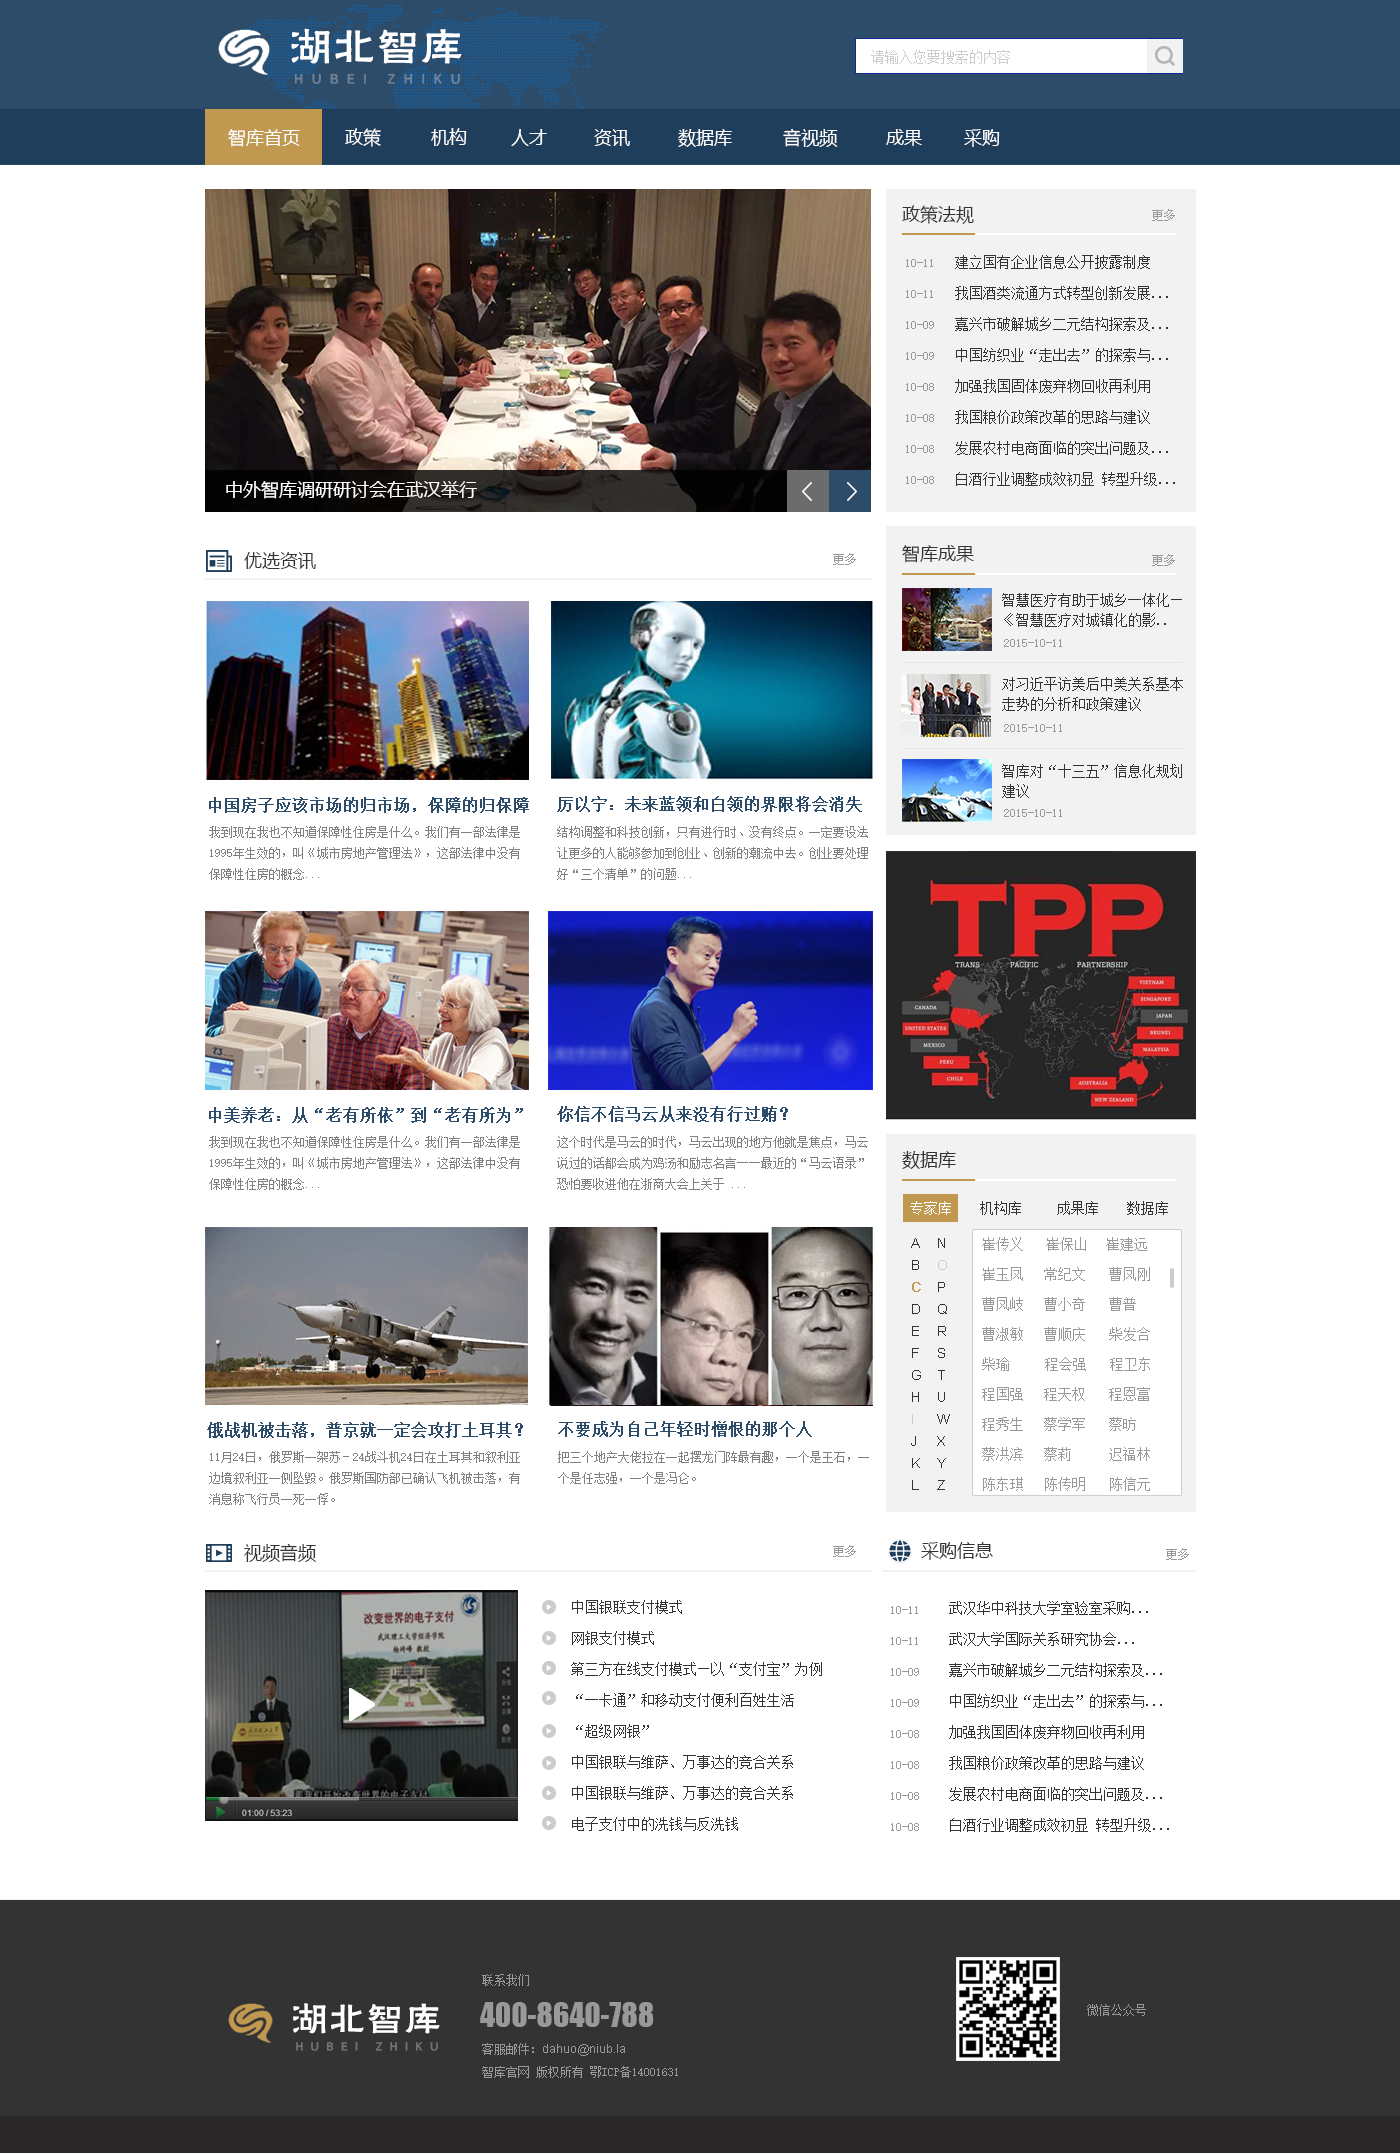 湖北智库
HUBEI ZHIKU
请输入您要搜索的内容
智库首页 政策 机构 人才 资讯 数据库 音视频 成果 采购
中外智库调研研讨会在武汉举行
政策法规 更多
10-11 建立国有企业信息公开披露制度
10-11 我国酒类流通方式转型创新发展...
10-09 嘉兴市破解城乡二元结构探索及...
10-09 中国纺织业“走出去”的探索与...
10-08 加强我国固体废弃物回收再利用
10-08 我国粮价政策改革的思路与建议
10-08 发展农村电商面临的突出问题及...
10-08 白酒行业调整成效初显 转型升级...
优选资讯 更多
中国房子应该市场的归市场，保障的归保障
我到现在我也不知道保障性住房是什么。我们有一部法律是
1995年生效的，叫《城市房地产管理法》，这部法律中没有
保障性住房的概念...
厉以宁：未来蓝领和白领的界限将会消失
结构调整和科技创新，只有进行时、没有终点。一定要设法
让更多的人能够参加到创业、创新的潮流中去。创业要处理
好“三个清单”的问题...
中美养老：从“老有所依”到“老有所为”
我到现在我也不知道保障性住房是什么。我们有一部法律是
1995年生效的，叫《城市房地产管理法》，这部法律中没有
保障性住房的概念...
你信不信马云从来没有行过贿？
这个时代是马云的时代，马云出现的地方他就是焦点，马云
说过的话都会成为鸡汤和励志名言——最近的“马云语录”
恐怕要收进他在浙商大会上关于 ...
俄战机被击落，普京就一定会攻打土耳其？
11月24日，俄罗斯一架苏－24战斗机24日在土耳其和叙利亚
边境叙利亚一侧坠毁。俄罗斯国防部已确认飞机被击落，有
消息称飞行员一死一俘。
不要成为自己年轻时憎恨的那个人
把三个地产大佬拉在一起摆龙门阵最有趣，一个是王石，一
个是任志强，一个是冯仑。
智库成果 更多
智慧医疗有助于城乡一体化—
《智慧医疗对城镇化的影..
2015-10-11
对习近平访美后中美关系基本
走势的分析和政策建议
2015-10-11
智库对“十三五”信息化规划
建议
2015-10-11
TPP
TRANS PACIFIC PARTNERSHIP
CANADA
UNITED STATES
MEXICO
PERU
CHILE
VIETNAM
SINGAPORE
JAPAN
BRUNEI
MALAYSIA
AUSTRALIA
NEW ZEALAND
数据库
专家库 机构库 成果库 数据库
A N
B O
C P
D Q
E R
F S
G T
H U
I W
J X
K Y
L Z
崔传义 崔保山 崔建远
崔玉凤 常纪文 曹凤刚
曹凤岐 曹小奇 曹普
曹淑敏 曹顺庆 柴发合
柴瑜 程会强 程卫东
程国强 程天权 程恩富
程秀生 蔡学军 蔡昉
蔡洪滨 蔡莉 迟福林
陈东琪 陈传明 陈信元
视频音频 更多
改变世界的电子支付
武汉理工大学经济学院
01:00 / 53:23
中国银联支付模式
网银支付模式
第三方在线支付模式—以“支付宝”为例
“一卡通”和移动支付便利百姓生活
“超级网银”
中国银联与维萨、万事达的竞合关系
中国银联与维萨、万事达的竞合关系
电子支付中的洗钱与反洗钱
采购信息 更多
10-11 武汉华中科技大学室验室采购...
10-11 武汉大学国际关系研究协会...
10-09 嘉兴市破解城乡二元结构探索及...
10-09 中国纺织业“走出去”的探索与...
10-08 加强我国固体废弃物回收再利用
10-08 我国粮价政策改革的思路与建议
10-08 发展农村电商面临的突出问题及...
10-08 白酒行业调整成效初显 转型升级...
湖北智库
HUBEI ZHIKU
联系我们
400-8640-788
客服邮件：dahuo@niub.la
智库官网 版权所有 鄂ICP备14001631
微信公众号